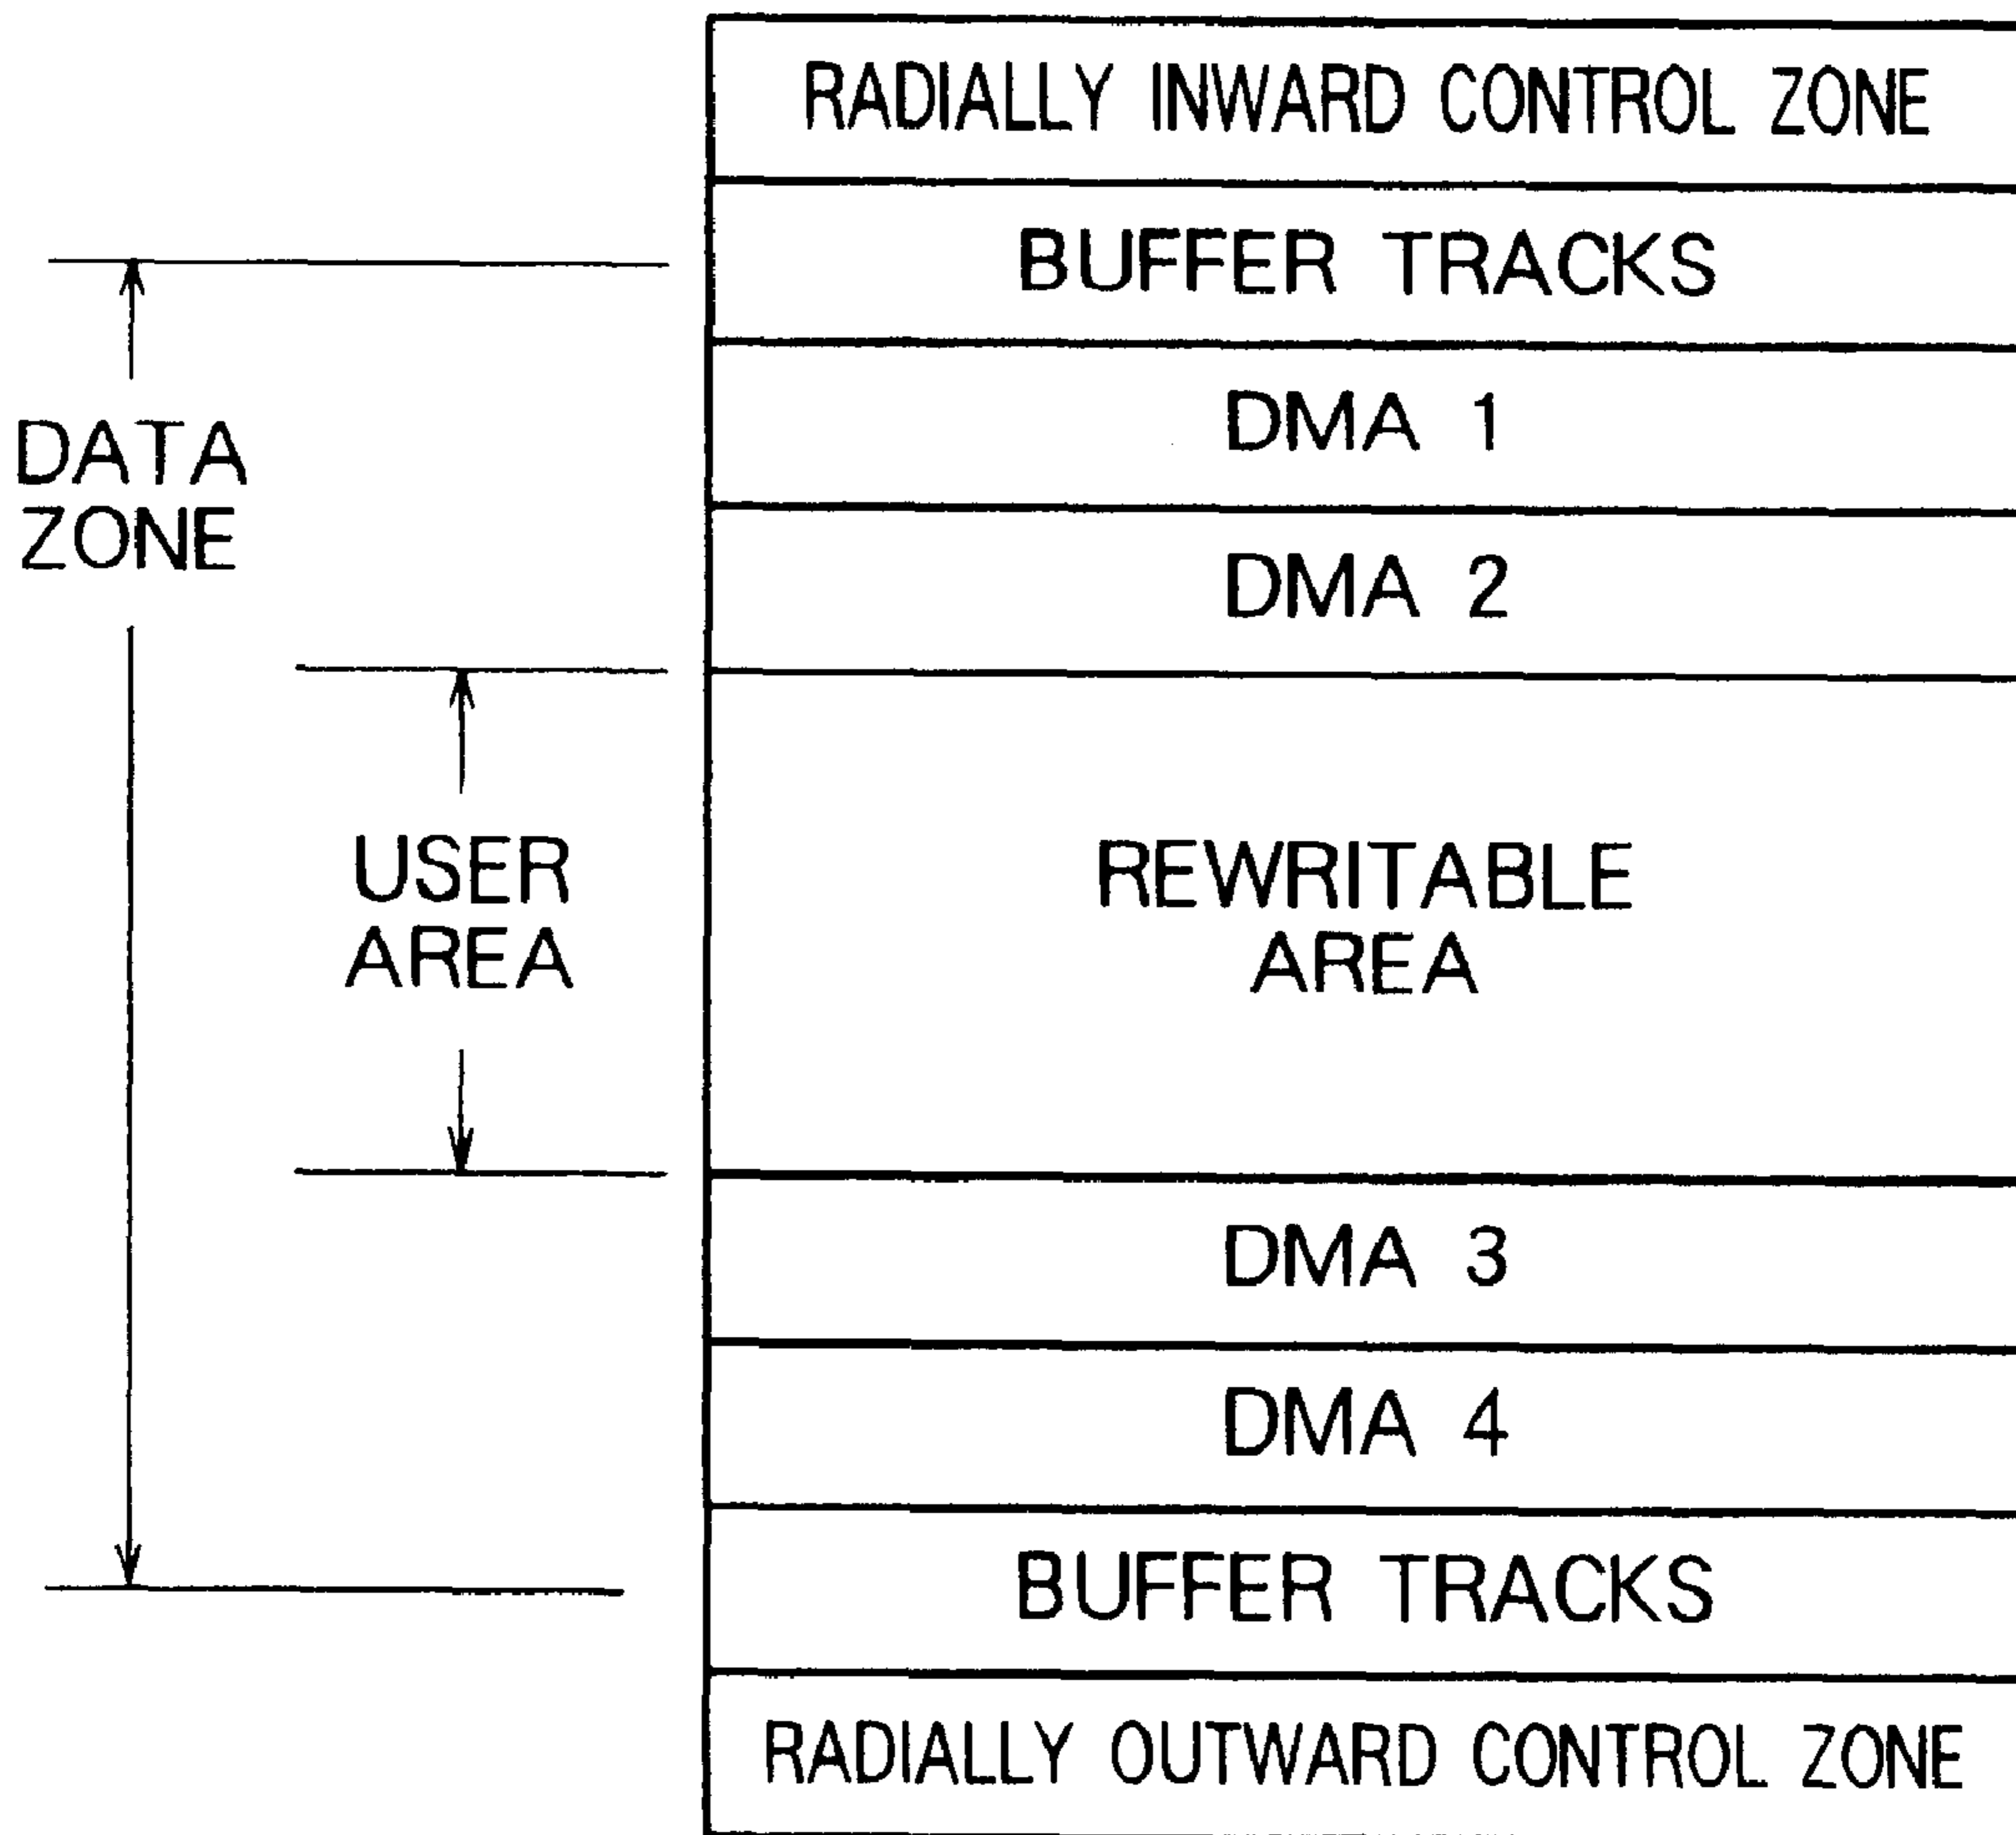 RADIALLY INWARD CONTROL ZONE
BUFFER TRACKS
DMA 1
DATA
ZONE
DMA 2
USER
AREA
REWRITABLE
AREA
DMA 3
DMA 4
BUFFER TRACKS
RADIALLY OUTWARD CONTROL ZONE